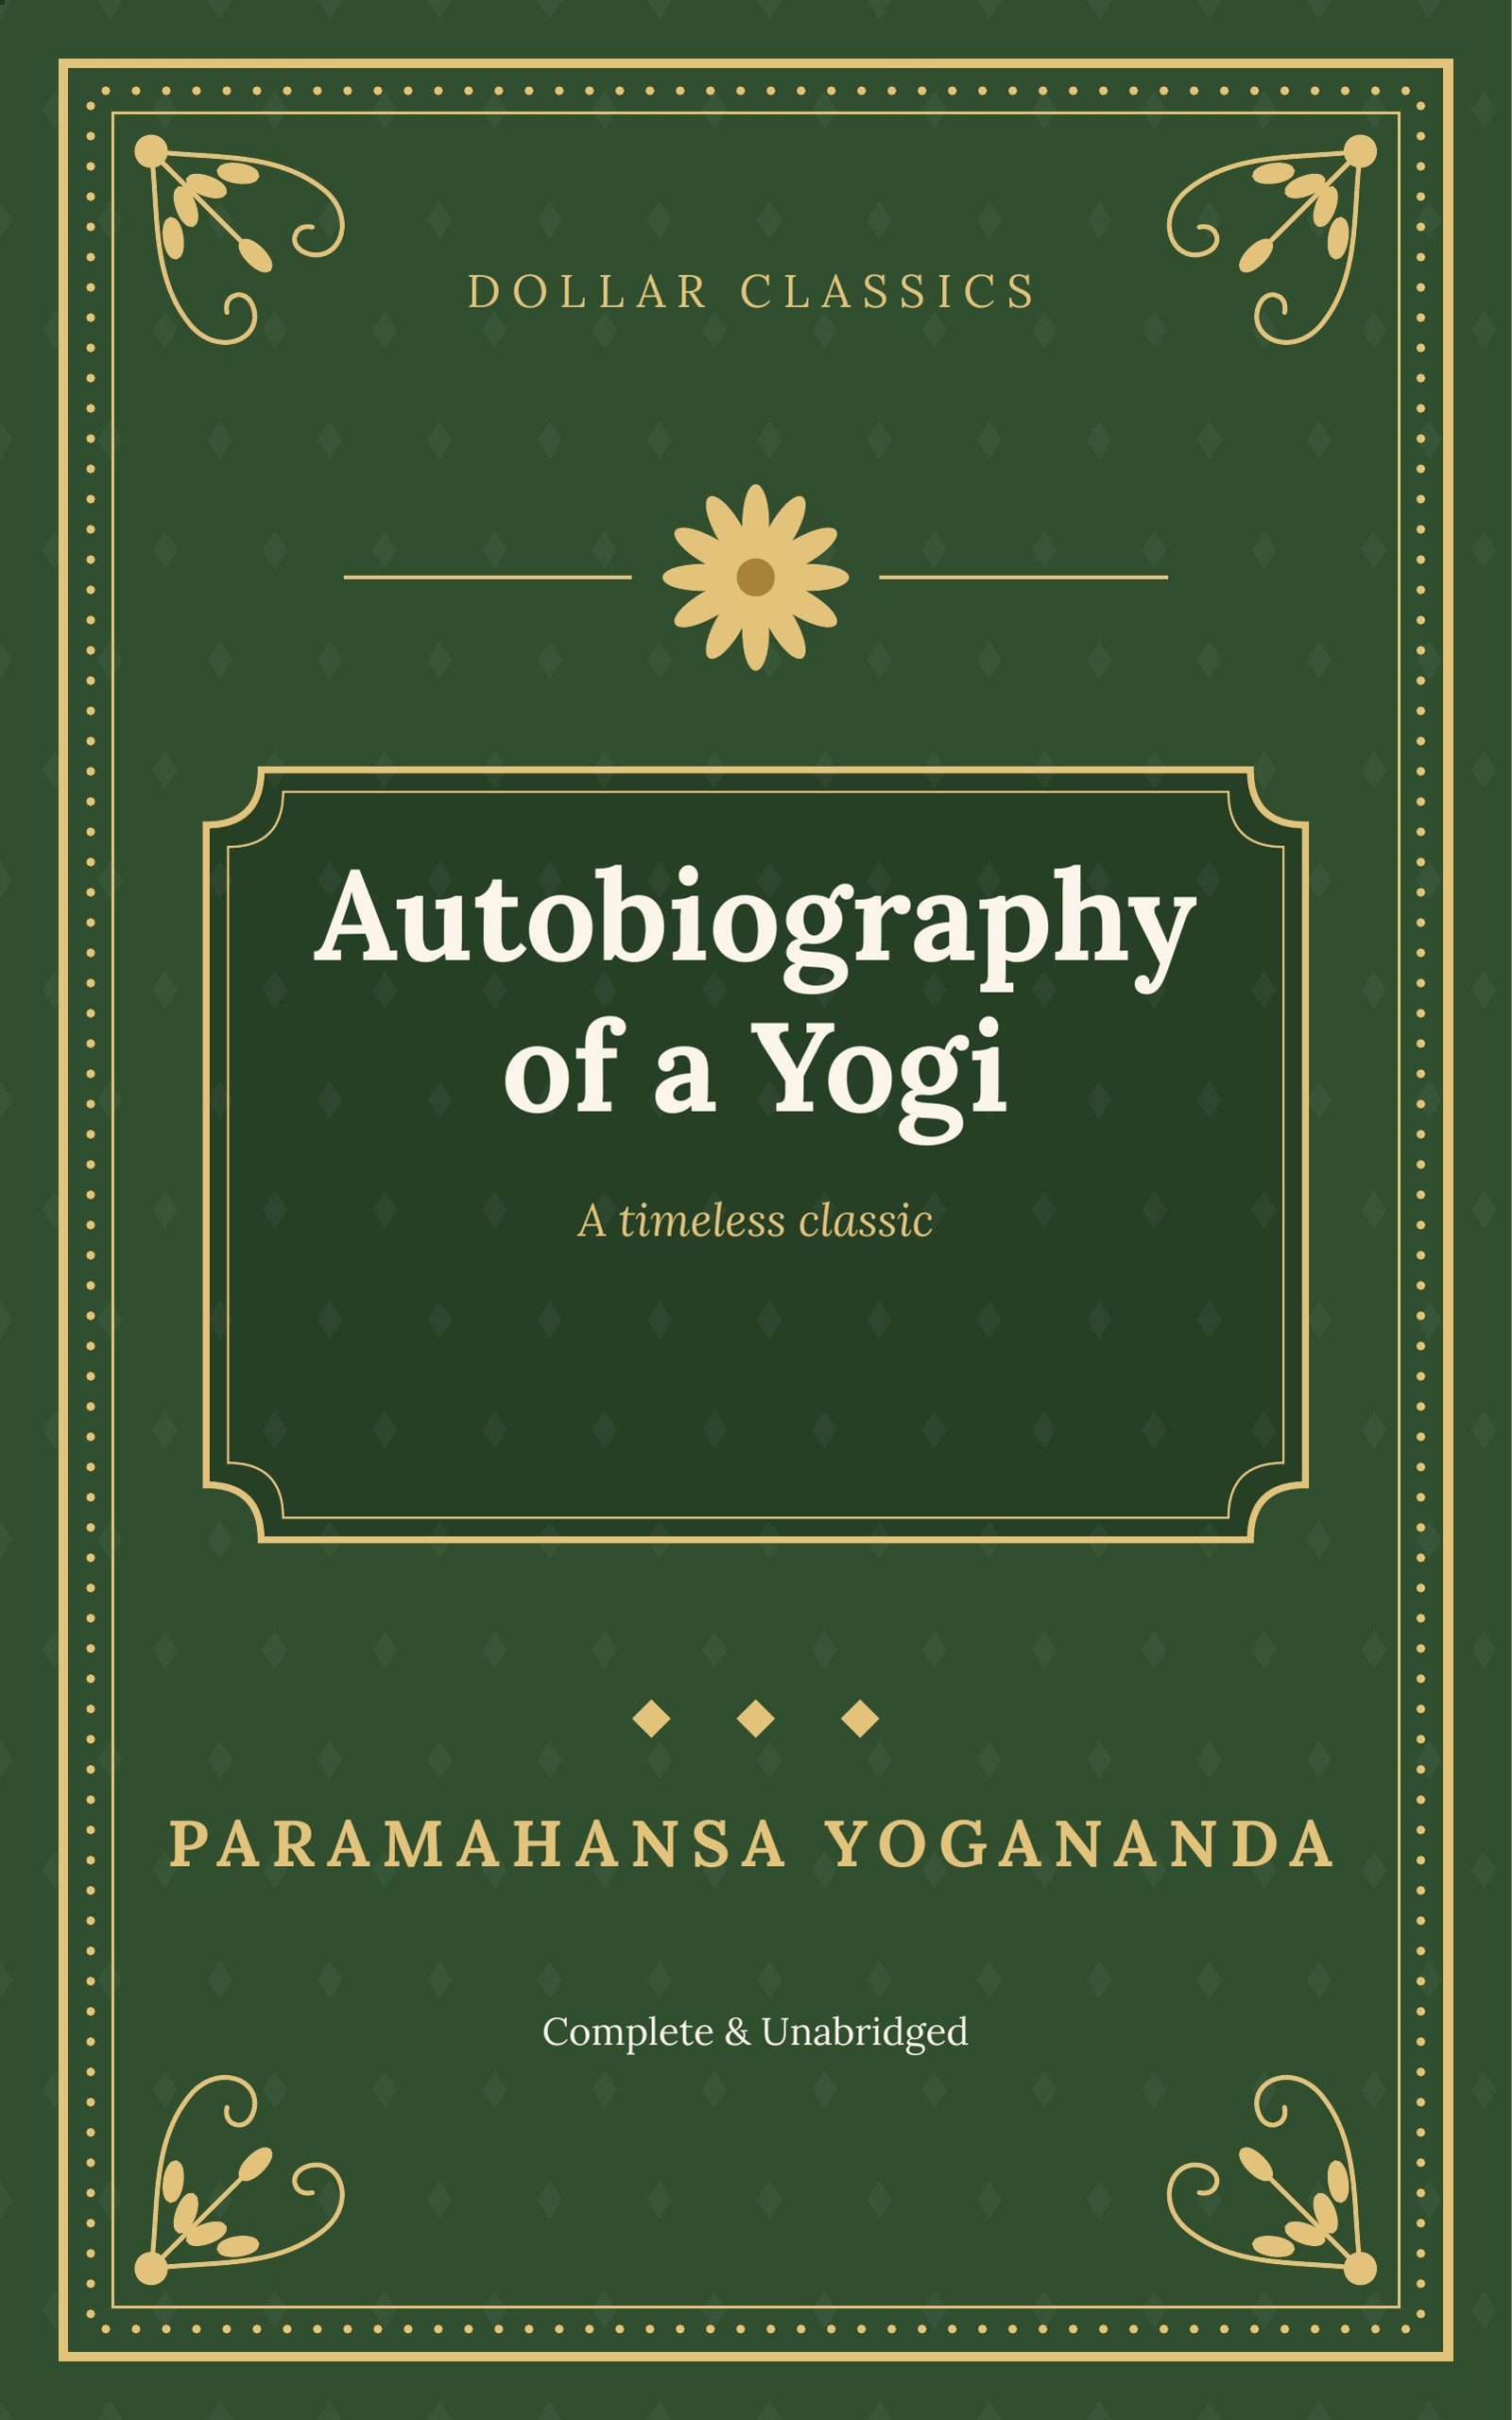 DOLLAR CLASSICS
Autobiography
of a Yogi
A timeless classic
PARAMAHANSA YOGANANDA
Complete & Unabridged